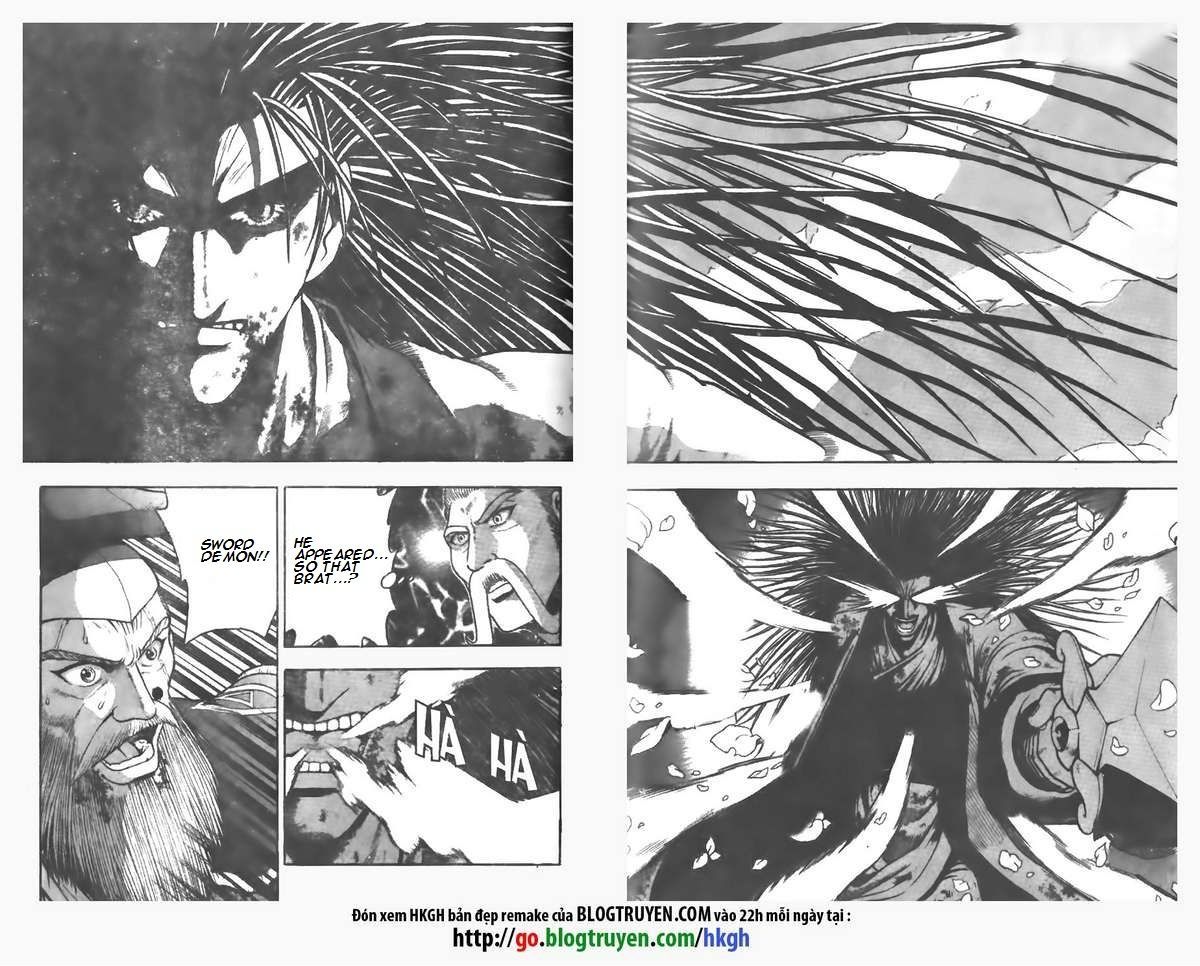 SWORD
DEMON!!
HE
APPEARED...
SO THAT
BRAT...?
HÀ HÀ
Đón xem HKGH bản đẹp remake của BLOGTRUYEN.COM vào 22h mỗi ngày tại :
http://go.blogtruyen.com/hkgh